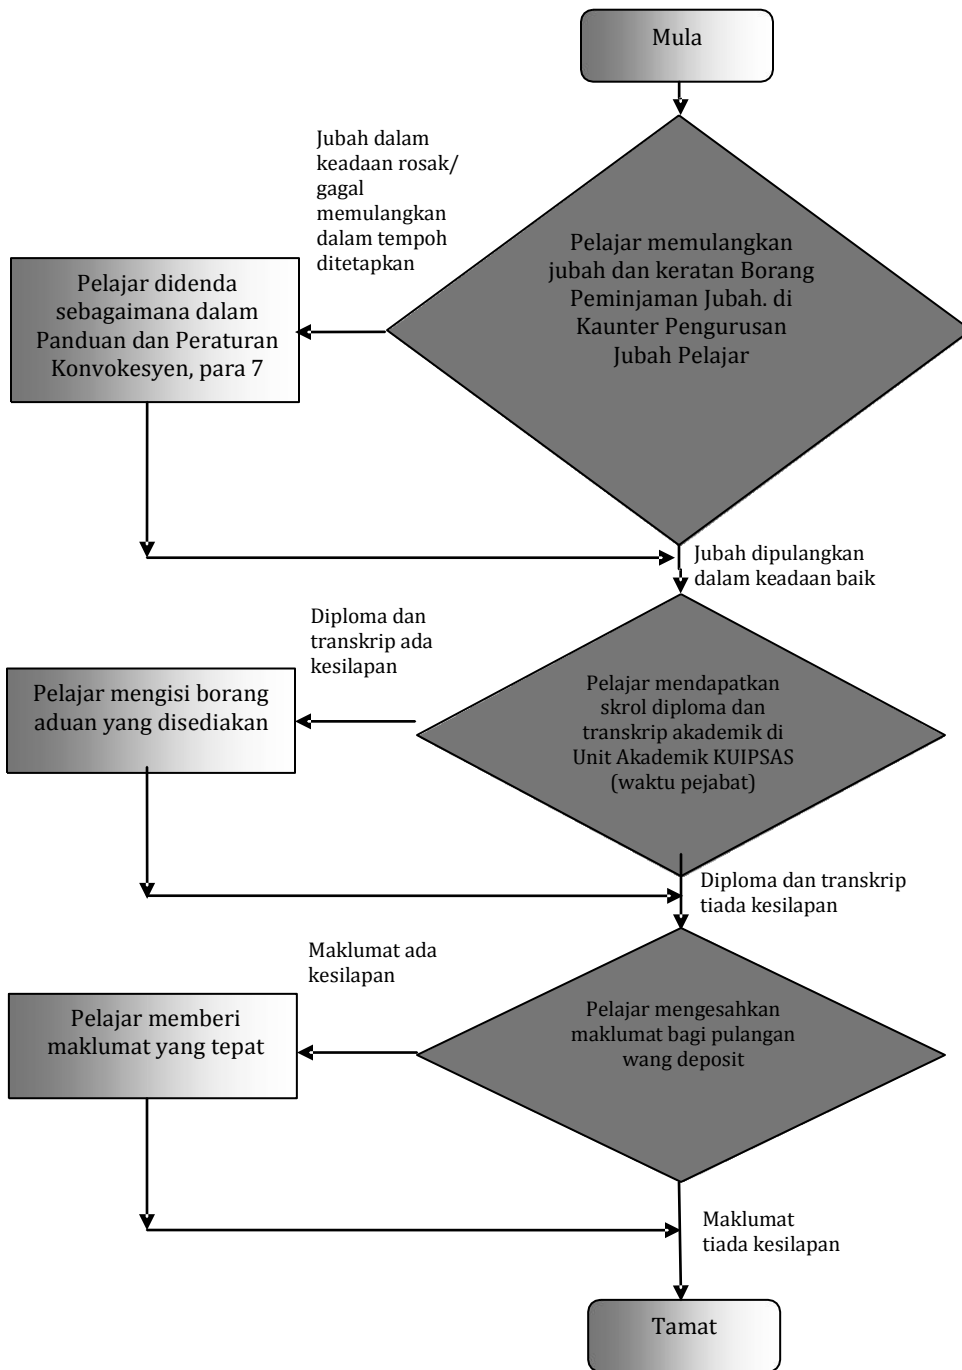 Mula
Jubah dalam
keadaan rosak/
gagal
memulangkan
dalam tempoh
ditetapkan
Pelajar memulangkan
jubah dan keratan Borang
Peminjaman Jubah. di
Kaunter Pengurusan
Jubah Pelajar
Pelajar didenda
sebagaimana dalam
Panduan dan Peraturan
Konvokesyen, para 7
Jubah dipulangkan
dalam keadaan baik
Diploma dan
transkrip ada
kesilapan
Pelajar mengisi borang
aduan yang disediakan
Pelajar mendapatkan
skrol diploma dan
transkrip akademik di
Unit Akademik KUIPSAS
(waktu pejabat)
Diploma dan transkrip
tiada kesilapan
Maklumat ada
kesilapan
Pelajar memberi
maklumat yang tepat
Pelajar mengesahkan
maklumat bagi pulangan
wang deposit
Maklumat
tiada kesilapan
Tamat